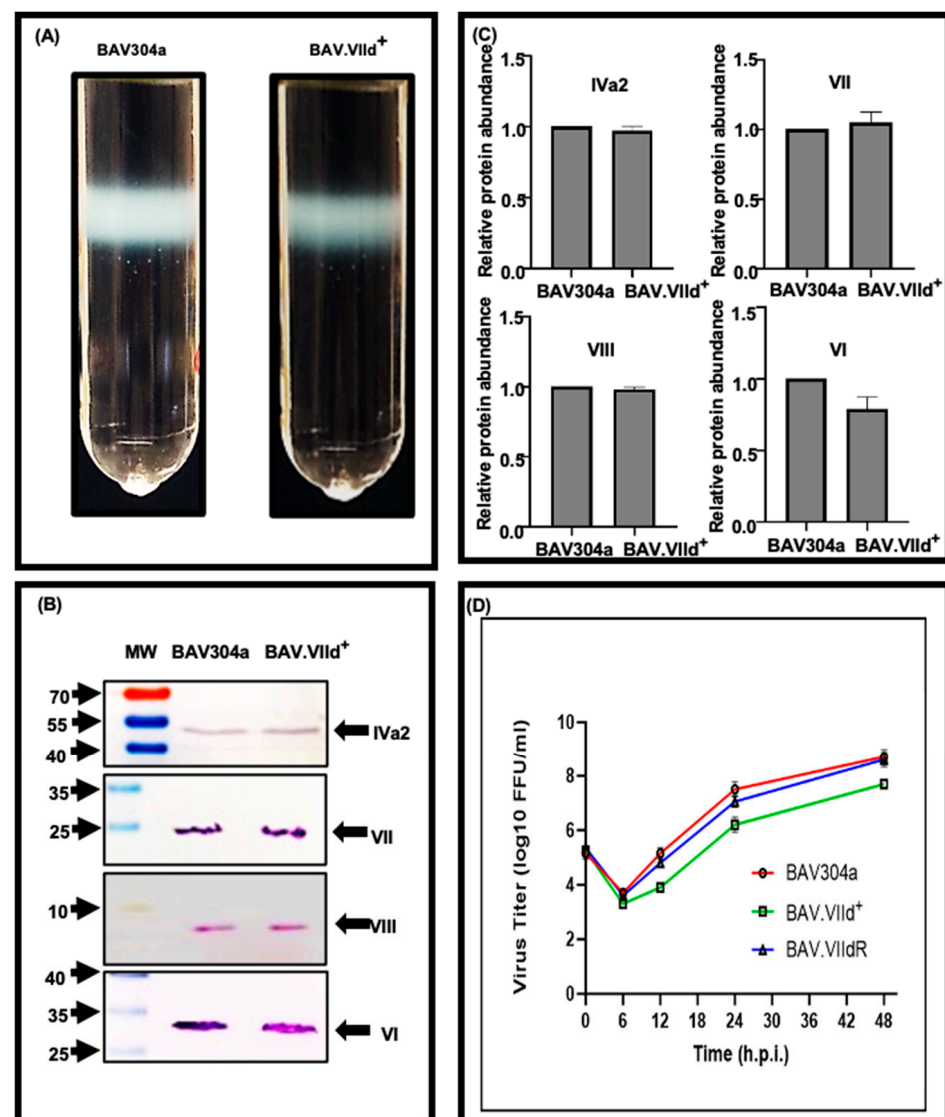 (A)
BAV304a BAV.VIId+
(B)
MW BAV304a BAV.VIId+
70
55
40
IVa2
35
25
VII
10
VIII
40
35
25
VI
(C)
Relative protein abundance
1.5
1.0
0.5
0.0
IVa2
BAV304a BAV.VIId+
Relative protein abundance
1.5
1.0
0.5
0.0
VII
BAV304a BAV.VIId+
Relative protein abundance
1.5
1.0
0.5
0.0
VIII
BAV304a BAV.VIId+
Relative protein abundance
1.5
1.0
0.5
0.0
VI
BAV304a BAV.VIId+
(D)
Virus Titer (log10 FFU/ml)
10
8
6
4
2
0
BAV304a
BAV.VIId+
BAV.VIIdR
0 6 12 18 24 30 36 42 48
Time (h.p.i.)